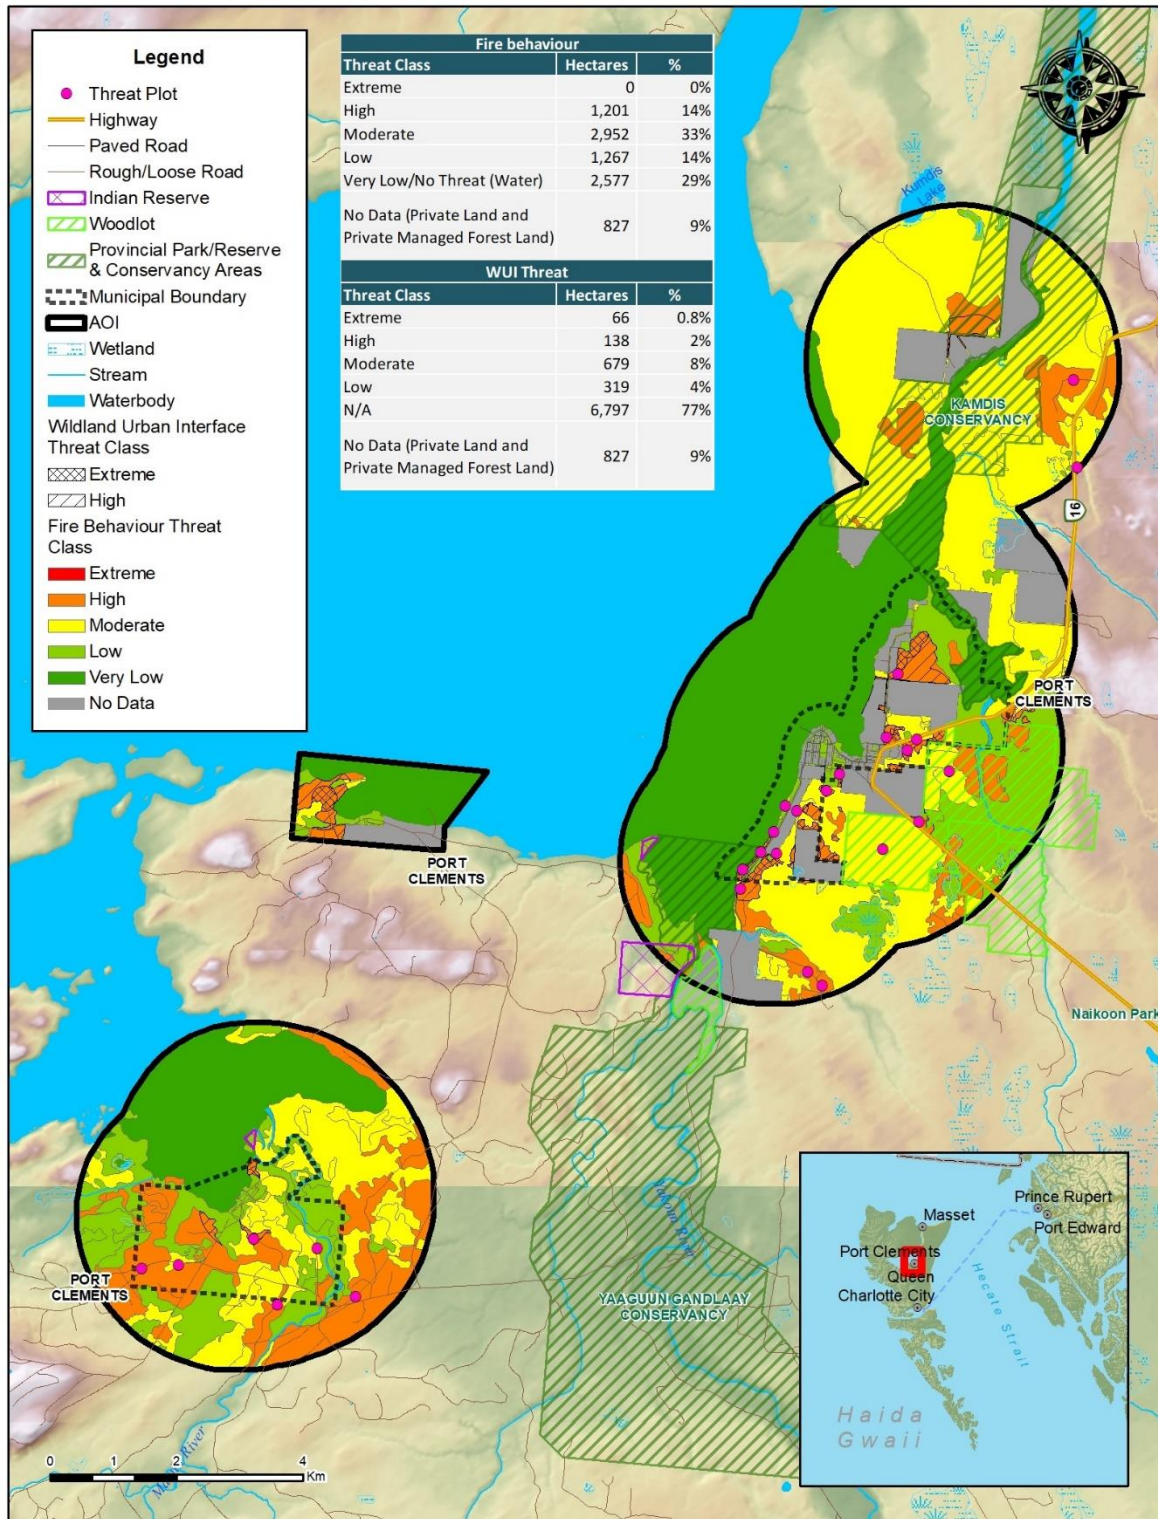 Legend
Threat Plot
Highway
Paved Road
Rough/Loose Road
Indian Reserve
Woodlot
Provincial Park/Reserve
& Conservancy Areas
Municipal Boundary
AOI
Wetland
Stream
Waterbody
Wildland Urban Interface
Threat Class
Extreme
High
Fire Behaviour Threat
Class
Extreme
High
Moderate
Low
Very Low
No Data
Fire behaviour
Threat Class Hectares %
Extreme 0 0%
High 1,201 14%
Moderate 2,952 33%
Low 1,267 14%
Very Low/No Threat (Water) 2,577 29%
No Data (Private Land and
Private Managed Forest Land) 827 9%
WUI Threat
Threat Class Hectares %
Extreme 66 0.8%
High 138 2%
Moderate 679 8%
Low 319 4%
N/A 6,797 77%
No Data (Private Land and
Private Managed Forest Land) 827 9%
Kumdis
Lake
KAMDIS
CONSERVANCY
16
PORT
CLEMENTS
PORT
CLEMENTS
Naikoon Park
Yakoun River
PORT
CLEMENTS
YAAGUUN GANDLAAY
CONSERVANCY
River
0 1 2 4
Km
Prince Rupert
Masset
Port Edward
Port Clements
Queen
Charlotte City
Hecate Strait
Haida
Gwaii